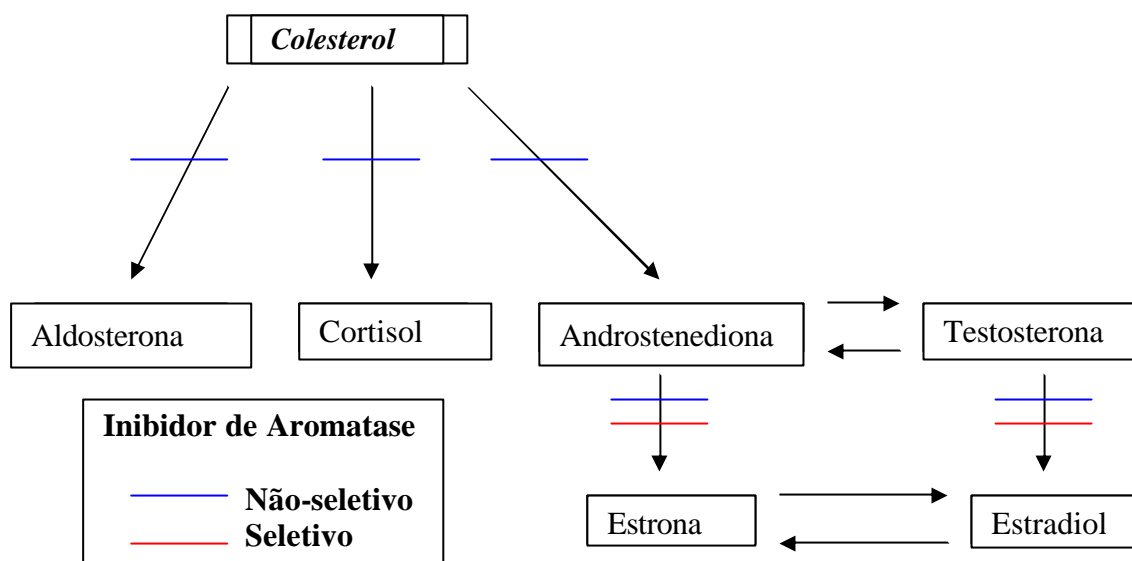 Colesterol
Aldosterona
Cortisol
Androstenediona
Testosterona
Inibidor de Aromatase
Não-seletivo
Seletivo
Estrona
Estradiol